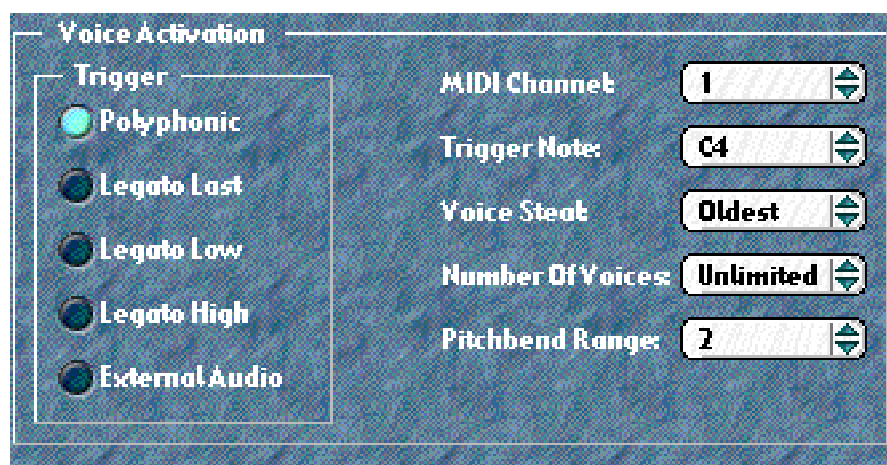 Voice Activation
Trigger
Polyphonic
Legato Last
Legato Low
Legato High
External Audio
MIDI Channel: 1
Trigger Note: C4
Voice Steal: Oldest
Number Of Voices: Unlimited
Pitchbend Range: 2